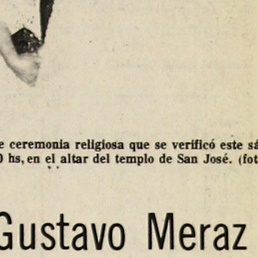 e ceremonia religiosa que se verificó este sá
0 hs, en el altar del templo de San José. (fot
Gustavo Meraz